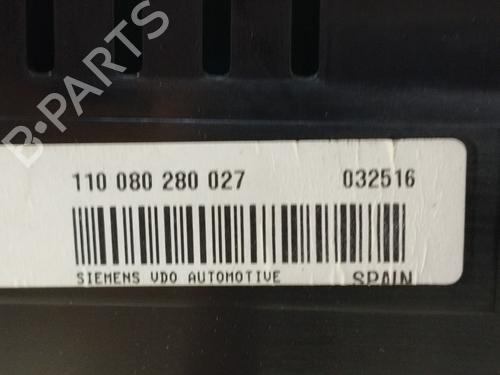 B-PARTS
110 080 280 027 032516
SIEMENS VDO AUTOMOTIVE SPAIN